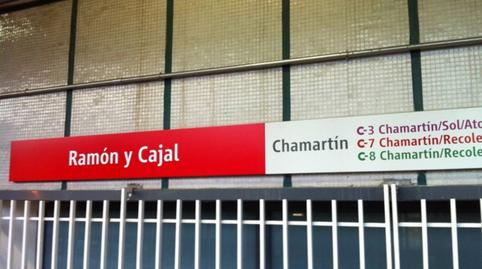 Ramón y Cajal
Chamartín
C-3 Chamartín/Sol/Ato
C-7 Chamartín/Recole
C-8 Chamartín/Recole